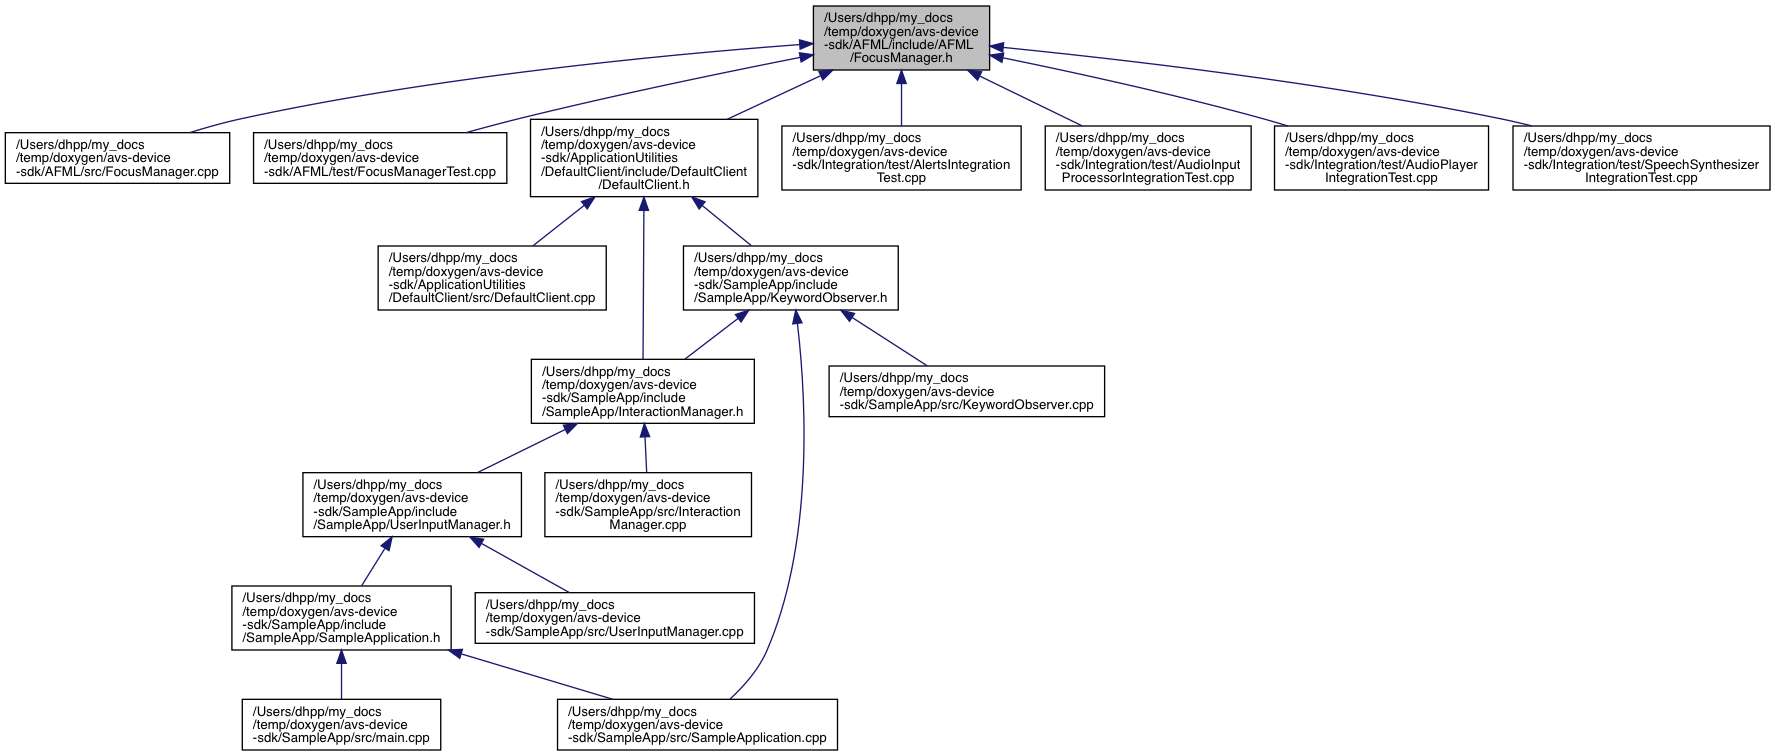 /Users/dhpp/my_docs
/temp/doxygen/avs-device
-sdk/AFML/include/AFML
/FocusManager.h
/Users/dhpp/my_docs
/temp/doxygen/avs-device
-sdk/AFML/src/FocusManager.cpp
/Users/dhpp/my_docs
/temp/doxygen/avs-device
-sdk/AFML/test/FocusManagerTest.cpp
/Users/dhpp/my_docs
/temp/doxygen/avs-device
-sdk/ApplicationUtilities
/DefaultClient/include/DefaultClient
/DefaultClient.h
/Users/dhpp/my_docs
/temp/doxygen/avs-device
-sdk/Integration/test/AlertsIntegration
Test.cpp
/Users/dhpp/my_docs
/temp/doxygen/avs-device
-sdk/Integration/test/AudioInput
ProcessorIntegrationTest.cpp
/Users/dhpp/my_docs
/temp/doxygen/avs-device
-sdk/Integration/test/AudioPlayer
IntegrationTest.cpp
/Users/dhpp/my_docs
/temp/doxygen/avs-device
-sdk/Integration/test/SpeechSynthesizer
IntegrationTest.cpp
/Users/dhpp/my_docs
/temp/doxygen/avs-device
-sdk/ApplicationUtilities
/DefaultClient/src/DefaultClient.cpp
/Users/dhpp/my_docs
/temp/doxygen/avs-device
-sdk/SampleApp/include
/SampleApp/KeywordObserver.h
/Users/dhpp/my_docs
/temp/doxygen/avs-device
-sdk/SampleApp/include
/SampleApp/InteractionManager.h
/Users/dhpp/my_docs
/temp/doxygen/avs-device
-sdk/SampleApp/src/KeywordObserver.cpp
/Users/dhpp/my_docs
/temp/doxygen/avs-device
-sdk/SampleApp/include
/SampleApp/UserInputManager.h
/Users/dhpp/my_docs
/temp/doxygen/avs-device
-sdk/SampleApp/src/Interaction
Manager.cpp
/Users/dhpp/my_docs
/temp/doxygen/avs-device
-sdk/SampleApp/include
/SampleApp/SampleApplication.h
/Users/dhpp/my_docs
/temp/doxygen/avs-device
-sdk/SampleApp/src/UserInputManager.cpp
/Users/dhpp/my_docs
/temp/doxygen/avs-device
-sdk/SampleApp/src/main.cpp
/Users/dhpp/my_docs
/temp/doxygen/avs-device
-sdk/SampleApp/src/SampleApplication.cpp